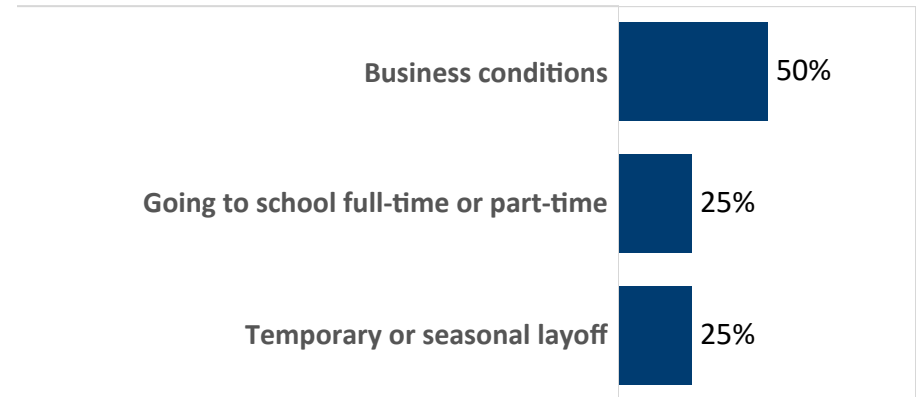 Business conditions 50%
Going to school full-time or part-time 25%
Temporary or seasonal layoff 25%